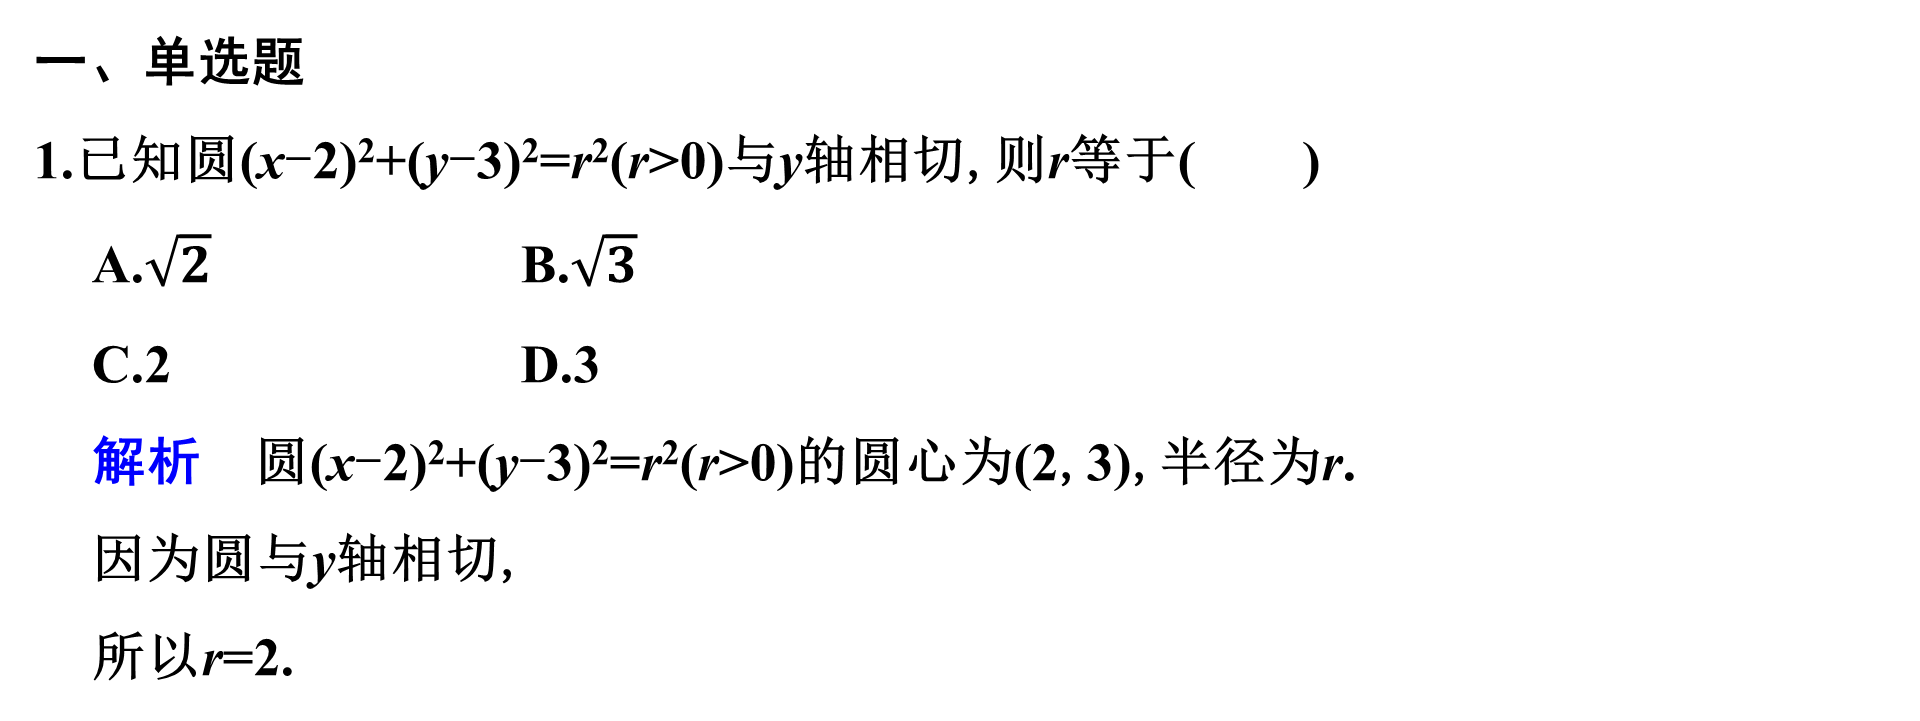 一、单选题
1.已知圆(x−2)²+(y−3)²=r²(r>0)与y轴相切,则r等于(  )
A.√2 B.√3
C.2 D.3
解析 圆(x−2)²+(y−3)²=r²(r>0)的圆心为(2,3),半径为r.
因为圆与y轴相切,
所以r=2.